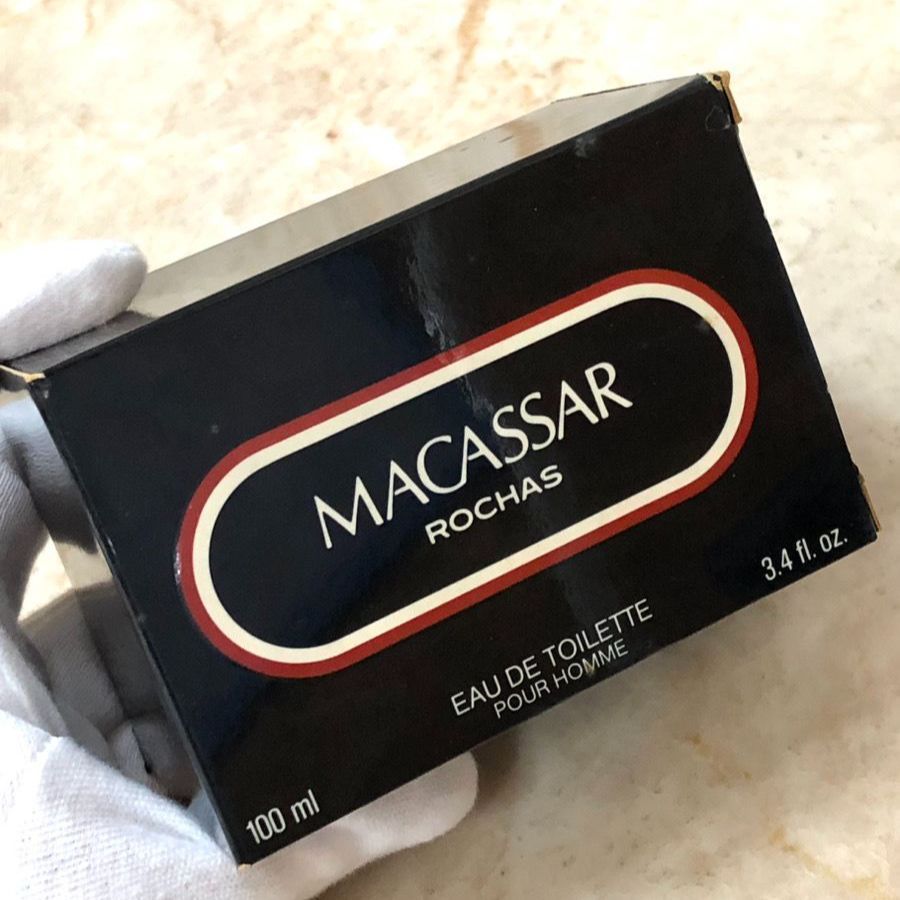 MACASSAR
ROCHAS
3.4 fl. oz.
EAU DE TOILETTE
POUR HOMME
100 ml